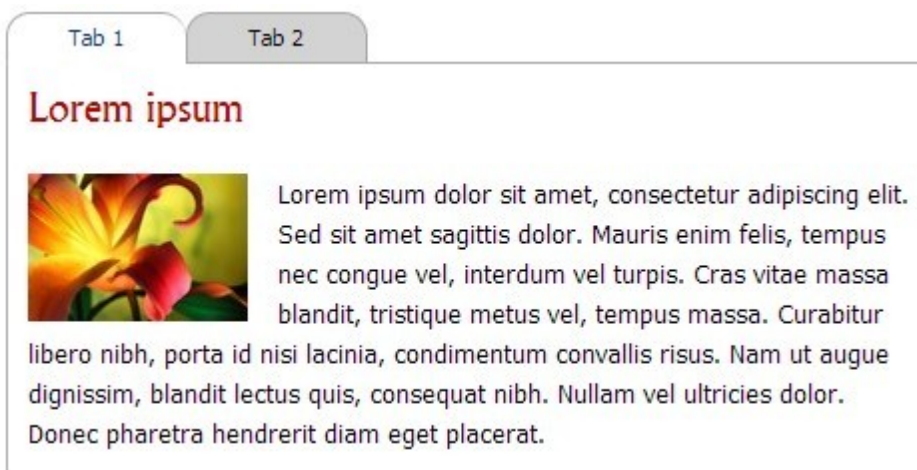 Tab 1
Tab 2
Lorem ipsum
Lorem ipsum dolor sit amet, consectetur adipiscing elit.
Sed sit amet sagittis dolor. Mauris enim felis, tempus
nec congue vel, interdum vel turpis. Cras vitae massa
blandit, tristique metus vel, tempus massa. Curabitur
libero nibh, porta id nisi lacinia, condimentum convallis risus. Nam ut augue
dignissim, blandit lectus quis, consequat nibh. Nullam vel ultricies dolor.
Donec pharetra hendrerit diam eget placerat.